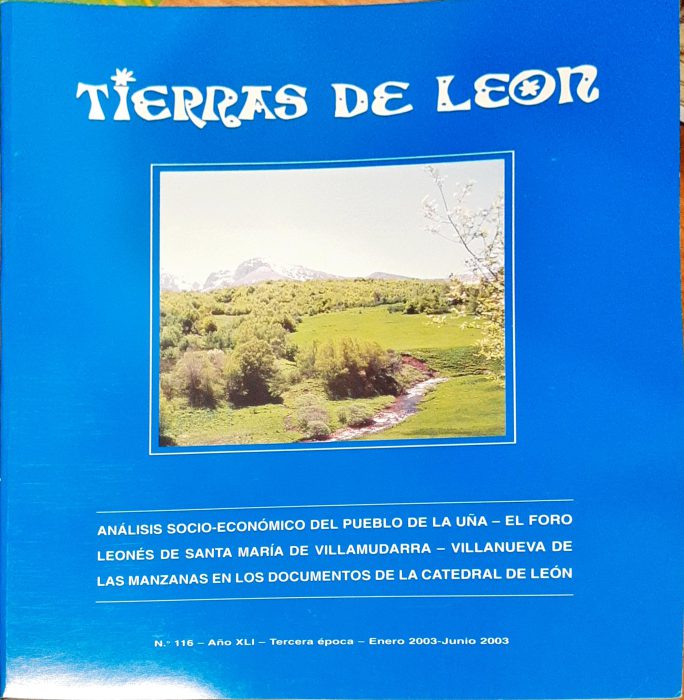 TIERRAS DE LEON
ANÁLISIS SOCIO-ECONÓMICO DEL PUEBLO DE LA UÑA – EL FORO
LEONÉS DE SANTA MARÍA DE VILLAMUDARRA – VILLANUEVA DE
LAS MANZANAS EN LOS DOCUMENTOS DE LA CATEDRAL DE LEÓN
N.º 116 – Año XLI – Tercera época – Enero 2003-Junio 2003